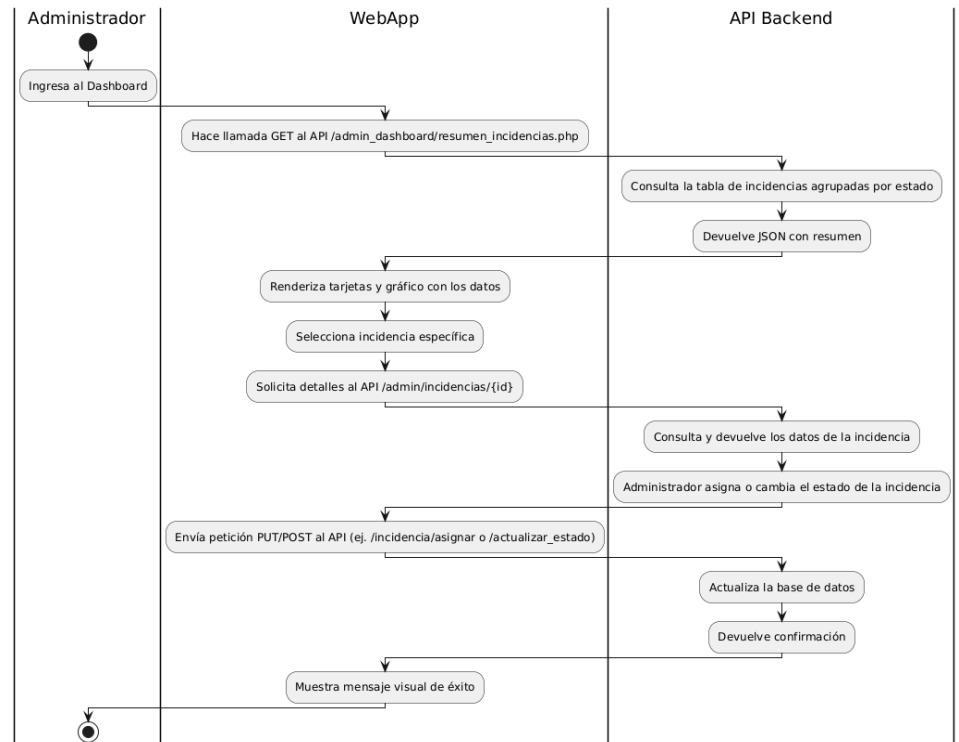 Administrador
WebApp
API Backend
Ingresa al Dashboard
Hace llamada GET al API /admin_dashboard/resumen_incidencias.php
Consulta la tabla de incidencias agrupadas por estado
Devuelve JSON con resumen
Renderiza tarjetas y gráfico con los datos
Selecciona incidencia específica
Solicita detalles al API /admin/incidencias/{id}
Consulta y devuelve los datos de la incidencia
Administrador asigna o cambia el estado de la incidencia
Envía petición PUT/POST al API (ej. /incidencia/asignar o /actualizar_estado)
Actualiza la base de datos
Devuelve confirmación
Muestra mensaje visual de éxito